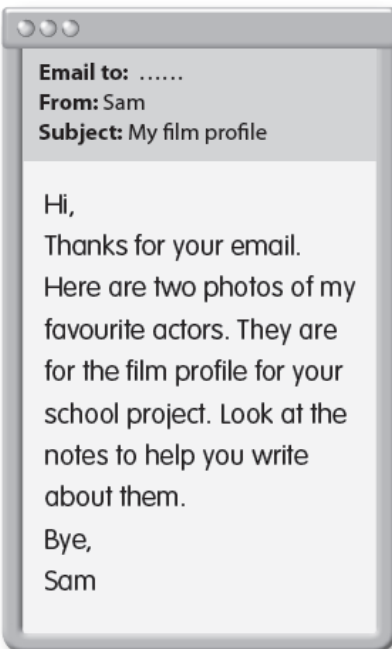 Email to: ......
From: Sam
Subject: My film profile
Hi,
Thanks for your email.
Here are two photos of my
favourite actors. They are
for the film profile for your
school project. Look at the
notes to help you write
about them.
Bye,
Sam